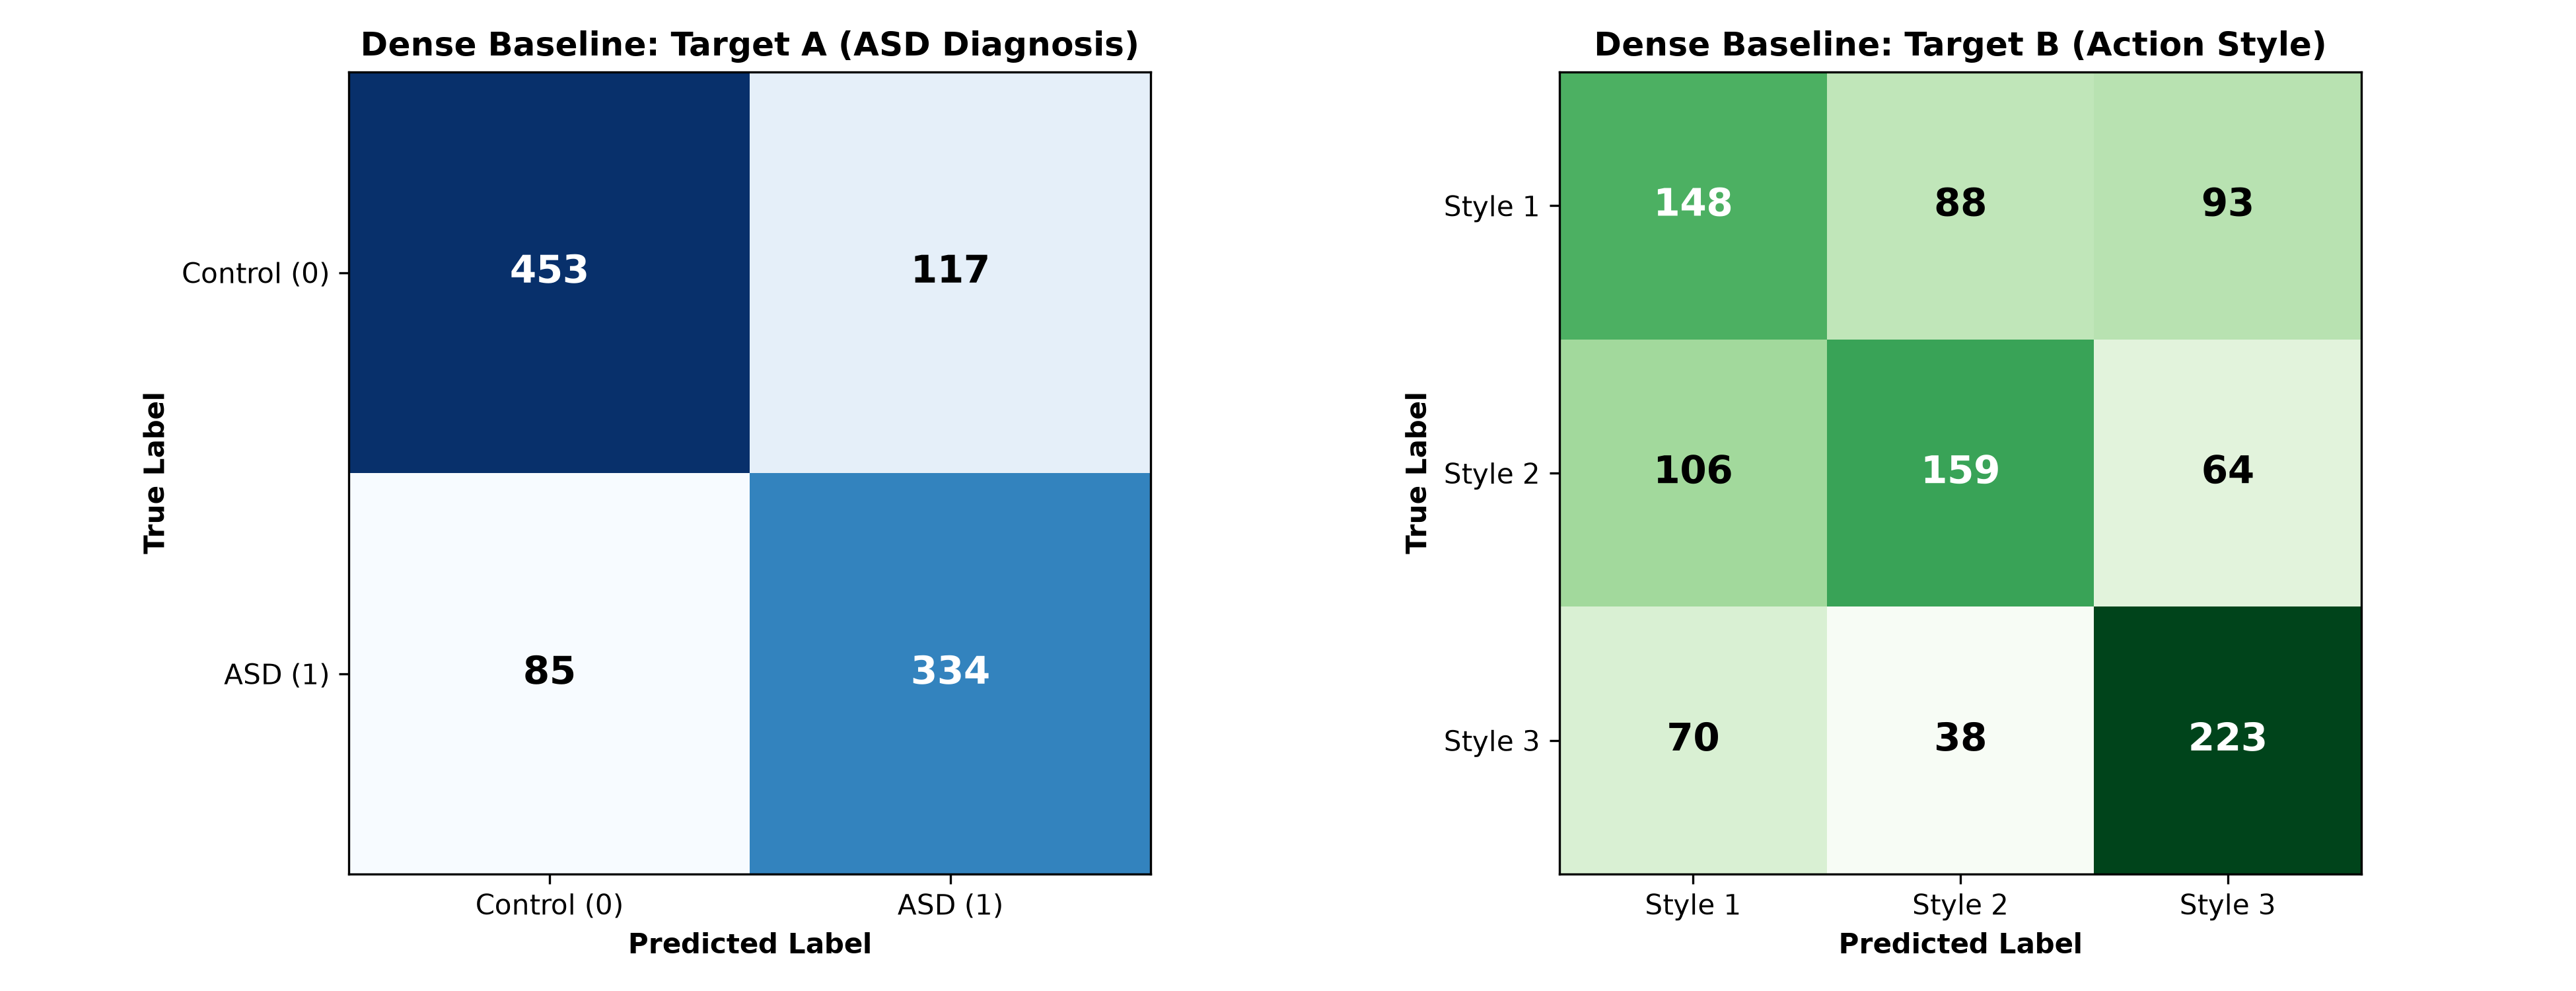 Dense Baseline: Target A (ASD Diagnosis)
True Label
Control (0)
453
117
ASD (1)
85
334
Control (0)
ASD (1)
Predicted Label
Dense Baseline: Target B (Action Style)
True Label
Style 1
148
88
93
Style 2
106
159
64
Style 3
70
38
223
Style 1
Style 2
Style 3
Predicted Label